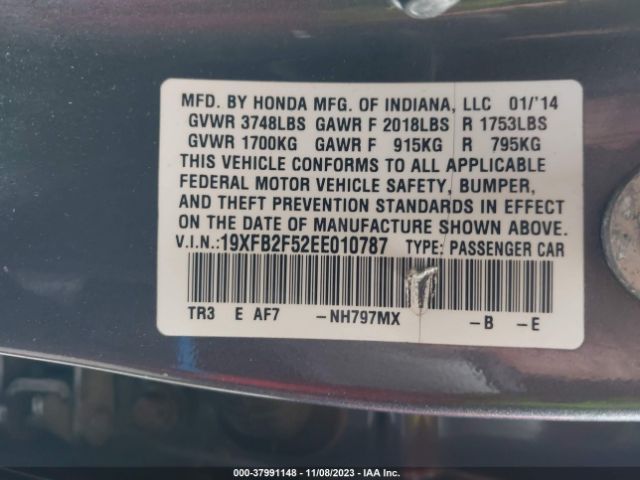 MFD. BY HONDA MFG. OF INDIANA, LLC 01/'14
GVWR 3748LBS GAWR F 2018LBS R 1753LBS
GVWR 1700KG GAWR F 915KG R 795KG
THIS VEHICLE CONFORMS TO ALL APPLICABLE
FEDERAL MOTOR VEHICLE SAFETY, BUMPER,
AND THEFT PREVENTION STANDARDS IN EFFECT
ON THE DATE OF MANUFACTURE SHOWN ABOVE.
V.I.N.:19XFB2F52EE010787 TYPE: PASSENGER CAR
TR3 E AF7 -NH797MX -B -E
000-37991148 - 11/08/2023 - IAA Inc.